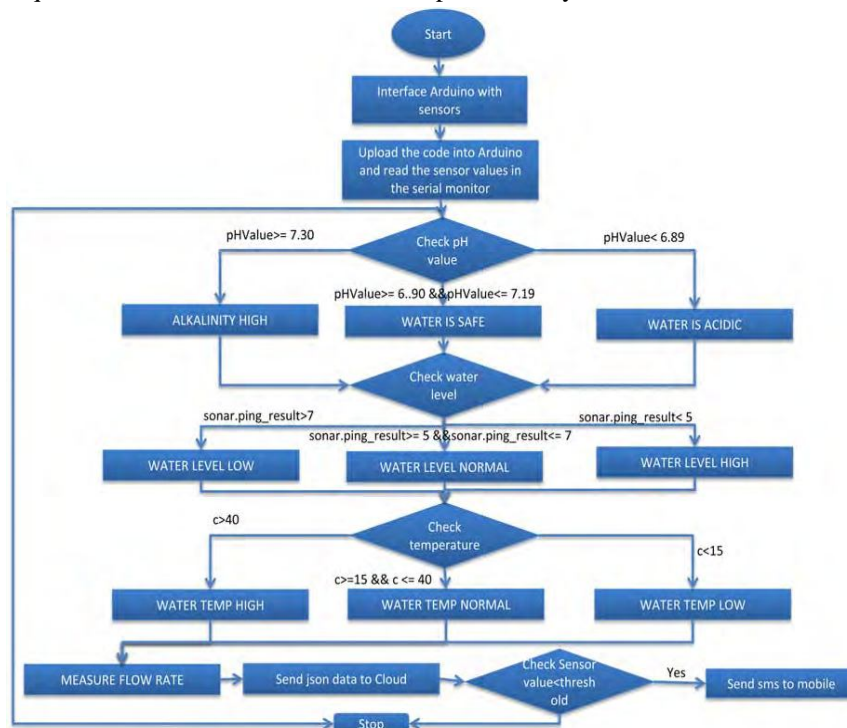 Start
Interface Arduino with
sensors
Upload the code into Arduino
and read the sensor values in
the serial monitor
pHValue>= 7.30
Check pH
value
pHValue< 6.89
pHValue>= 6..90 &&pHValue<= 7.19
ALKALINITY HIGH
WATER IS SAFE
WATER IS ACIDIC
Check water
level
sonar.ping_result>7
sonar.ping_result>= 5 &&sonar.ping_result<= 7
sonar.ping_result< 5
WATER LEVEL LOW
WATER LEVEL NORMAL
WATER LEVEL HIGH
c>40
Check
temperature
c<15
c>=15 && c <= 40
WATER TEMP HIGH
WATER TEMP NORMAL
WATER TEMP LOW
MEASURE FLOW RATE
Send json data to Cloud
Check Sensor
value<thresh
old
Yes
Send sms to mobile
Stop